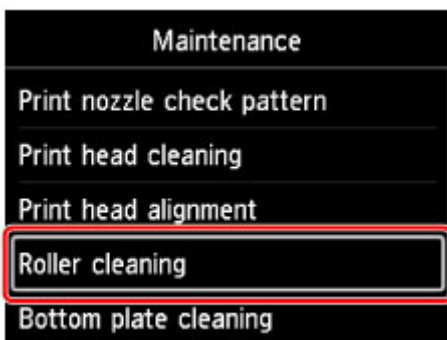 Maintenance
Print nozzle check pattern
Print head cleaning
Print head alignment
Roller cleaning
Bottom plate cleaning